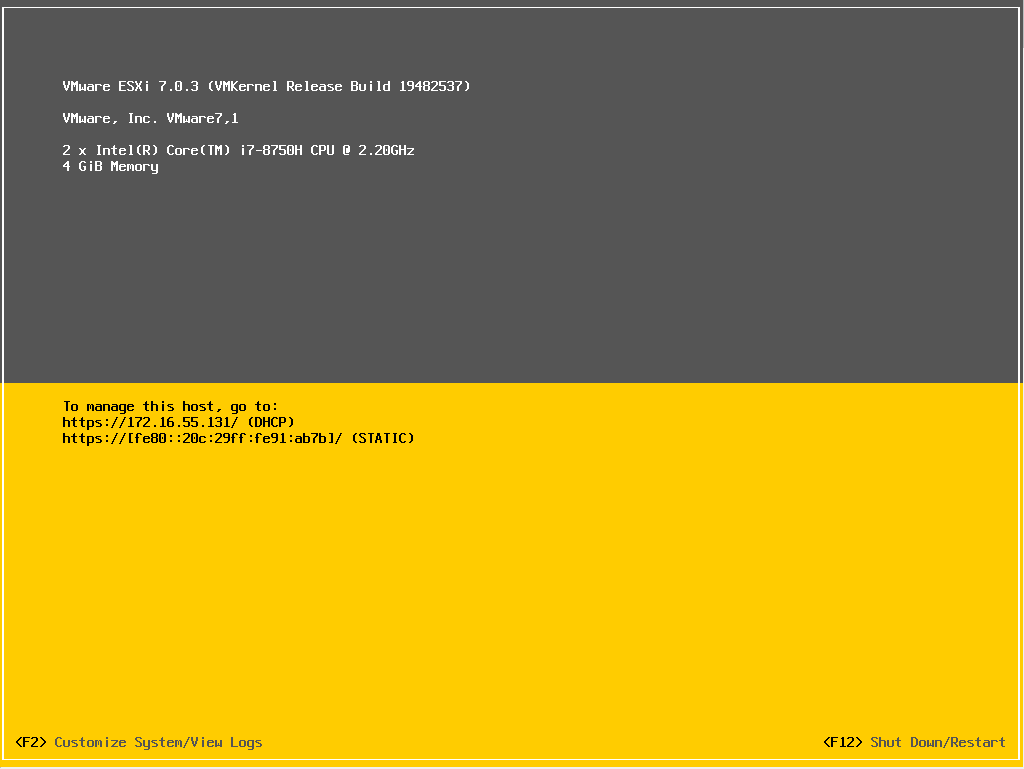 VMware ESXi 7.0.3 (VMKernel Release Build 19482537)
VMware, Inc. VMware7,1
2 x Intel(R) Core(TM) i7-8750H CPU @ 2.20GHz
4 GiB Memory
To manage this host, go to:
https://172.16.55.131/ (DHCP)
https://[fe80::20c:29ff:fe91:ab7b]/ (STATIC)
<F2> Customize System/View Logs
<F12> Shut Down/Restart